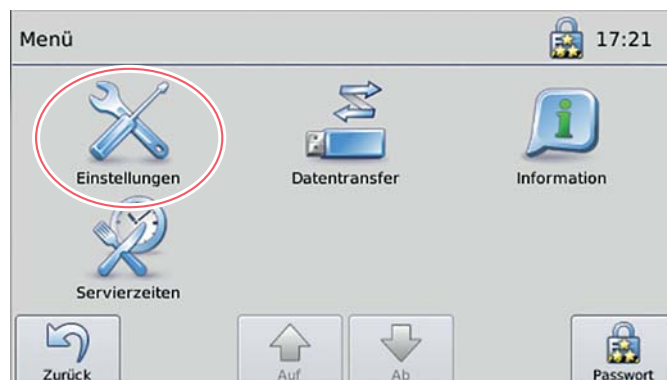 Menü
17:21
Einstellungen
Datentransfer
Information
Servierzeiten
Zurück
Auf
Ab
Passwort